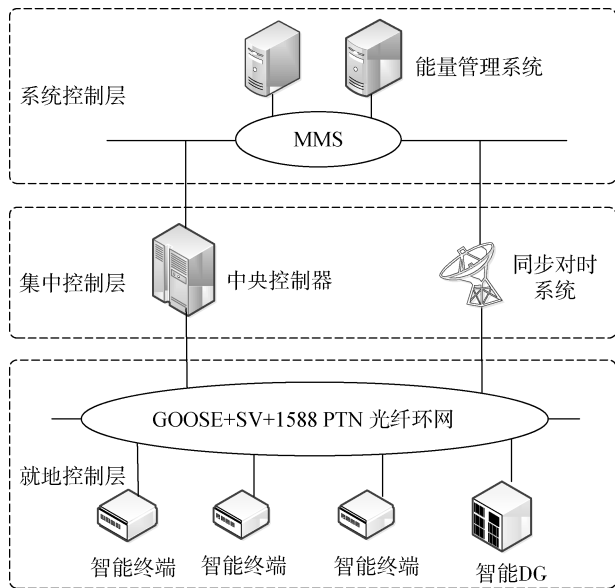 能量管理系统
系统控制层
MMS
集中控制层
中央控制器
同步对时
系统
GOOSE+SV+1588 PTN 光纤环网
就地控制层
智能终端
智能终端
智能终端
智能DG